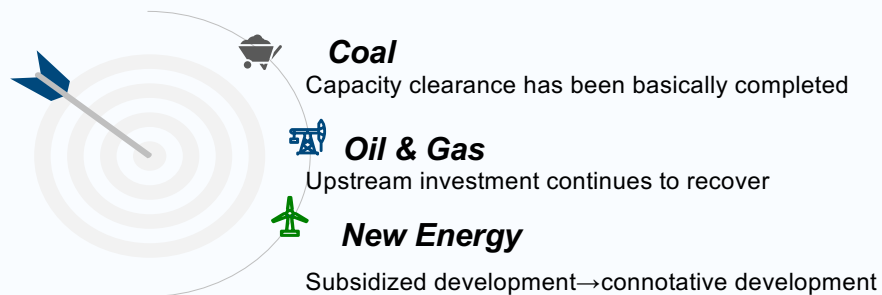 Coal
Capacity clearance has been basically completed
Oil & Gas
Upstream investment continues to recover
New Energy
Subsidized development→connotative development